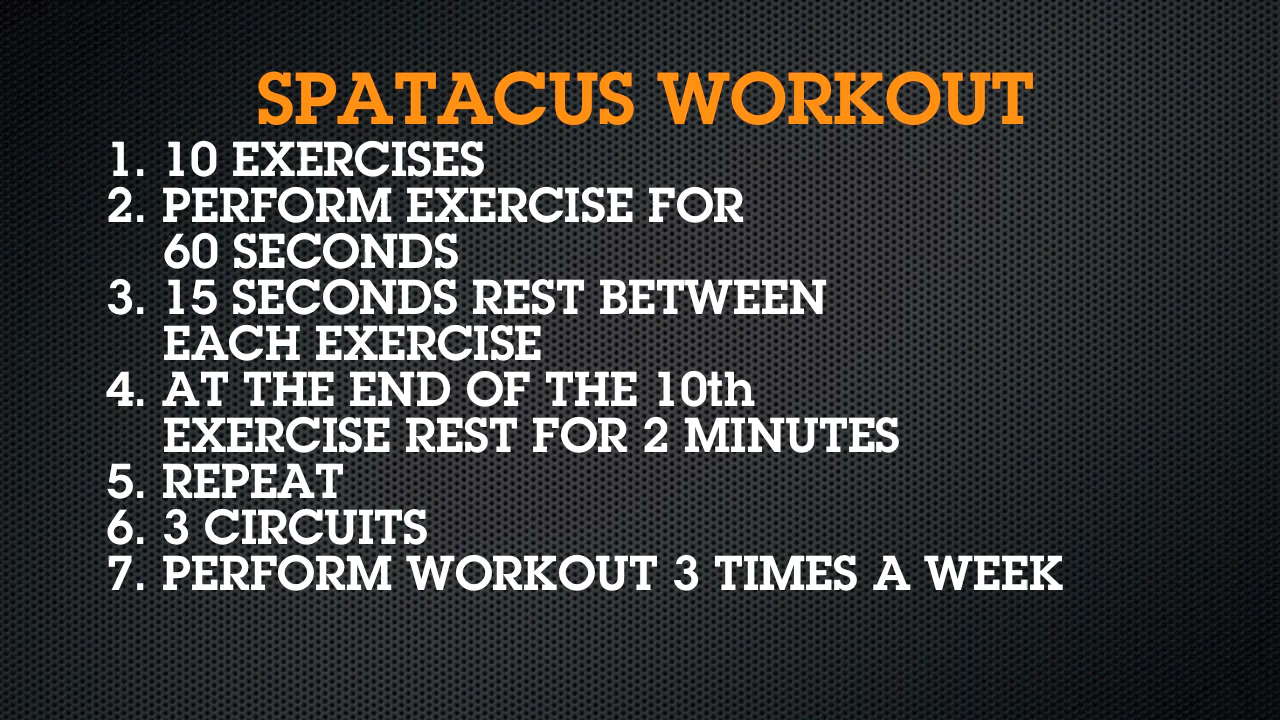 SPATACUS WORKOUT
1. 10 EXERCISES
2. PERFORM EXERCISE FOR
60 SECONDS
3. 15 SECONDS REST BETWEEN
EACH EXERCISE
4. AT THE END OF THE 10th
EXERCISE REST FOR 2 MINUTES
5. REPEAT
6. 3 CIRCUITS
7. PERFORM WORKOUT 3 TIMES A WEEK